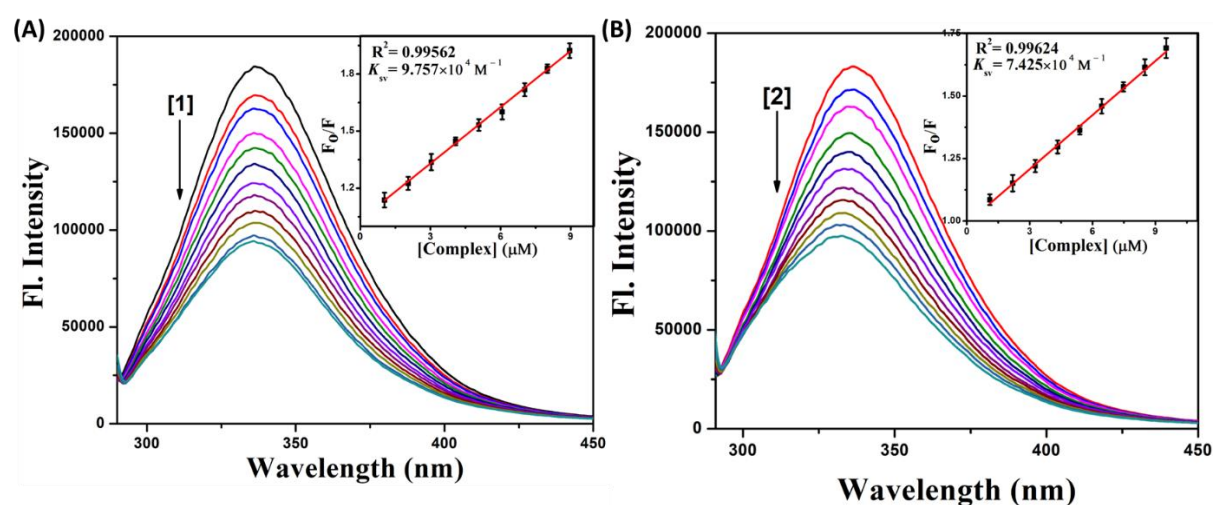 (A)
200000
150000
100000
50000
0
300
350
400
450
Fl. Intensity
Wavelength (nm)
[1]
R² = 0.99562
Ksv = 9.757×10⁴ M⁻¹
1.8
1.5
1.2
F₀/F
0
3
6
9
[Complex] (μM)
(B)
200000
150000
100000
50000
0
300
350
400
450
Fl. Intensity
Wavelength (nm)
[2]
R² = 0.99624
Ksv = 7.425×10⁴ M⁻¹
1.75
1.50
1.25
1.00
F₀/F
0
3
6
9
[Complex] (μM)